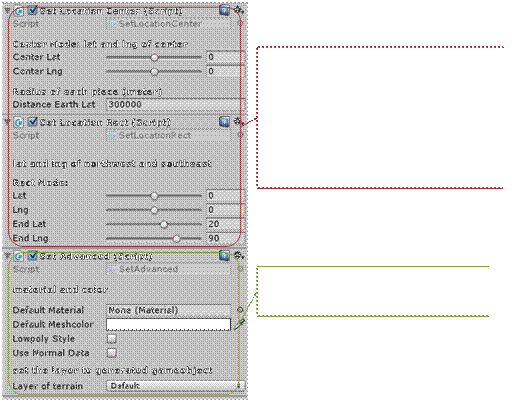 Set Location Center (Script)
Script SetLocationCenter
Center Mode: lat and lng of center
Center Lat 0
Center Lng 0
Radius of each piece (meter)
Distance Earth Lat 300000
Set Location Rect (Script)
Script SetLocationRect
lat and lng of northwest and southeast
Rect Mode:
Lat 0
Lng 0
End Lat 20
End Lng 90
Set Advanced (Script)
Script SetAdvanced
material and color
Default Material None (Material)
Default Meshcolor
Lowpoly Style
Use Normal Data
set the layer to generated gameobject
Layer of terrain Default